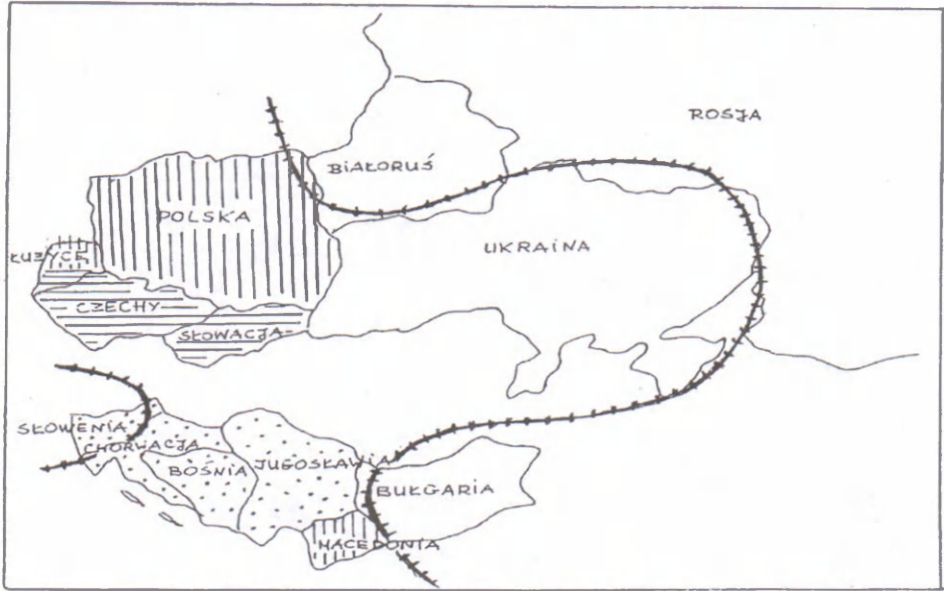 ROSJA
BIAŁORUŚ
POLSKA
UKRAINA
ŁUŻYCE
CZECHY
SŁOWACJA
SŁOWENIA
CHORWACJA
BOŚNIA
JUGOSŁAWIA
BUŁGARIA
MACEDONIA